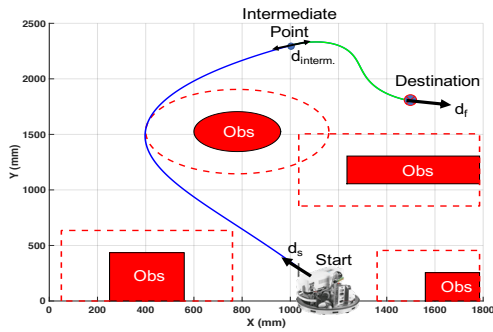 Intermediate
Point
2500
d_interm.
2000
Destination
d_f
Obs
1500
Y (mm)
Obs
1000
500
d_s
Start
Obs
Obs
0
0
200
400
600
800
1000
1200
1400
1600
1800
X (mm)